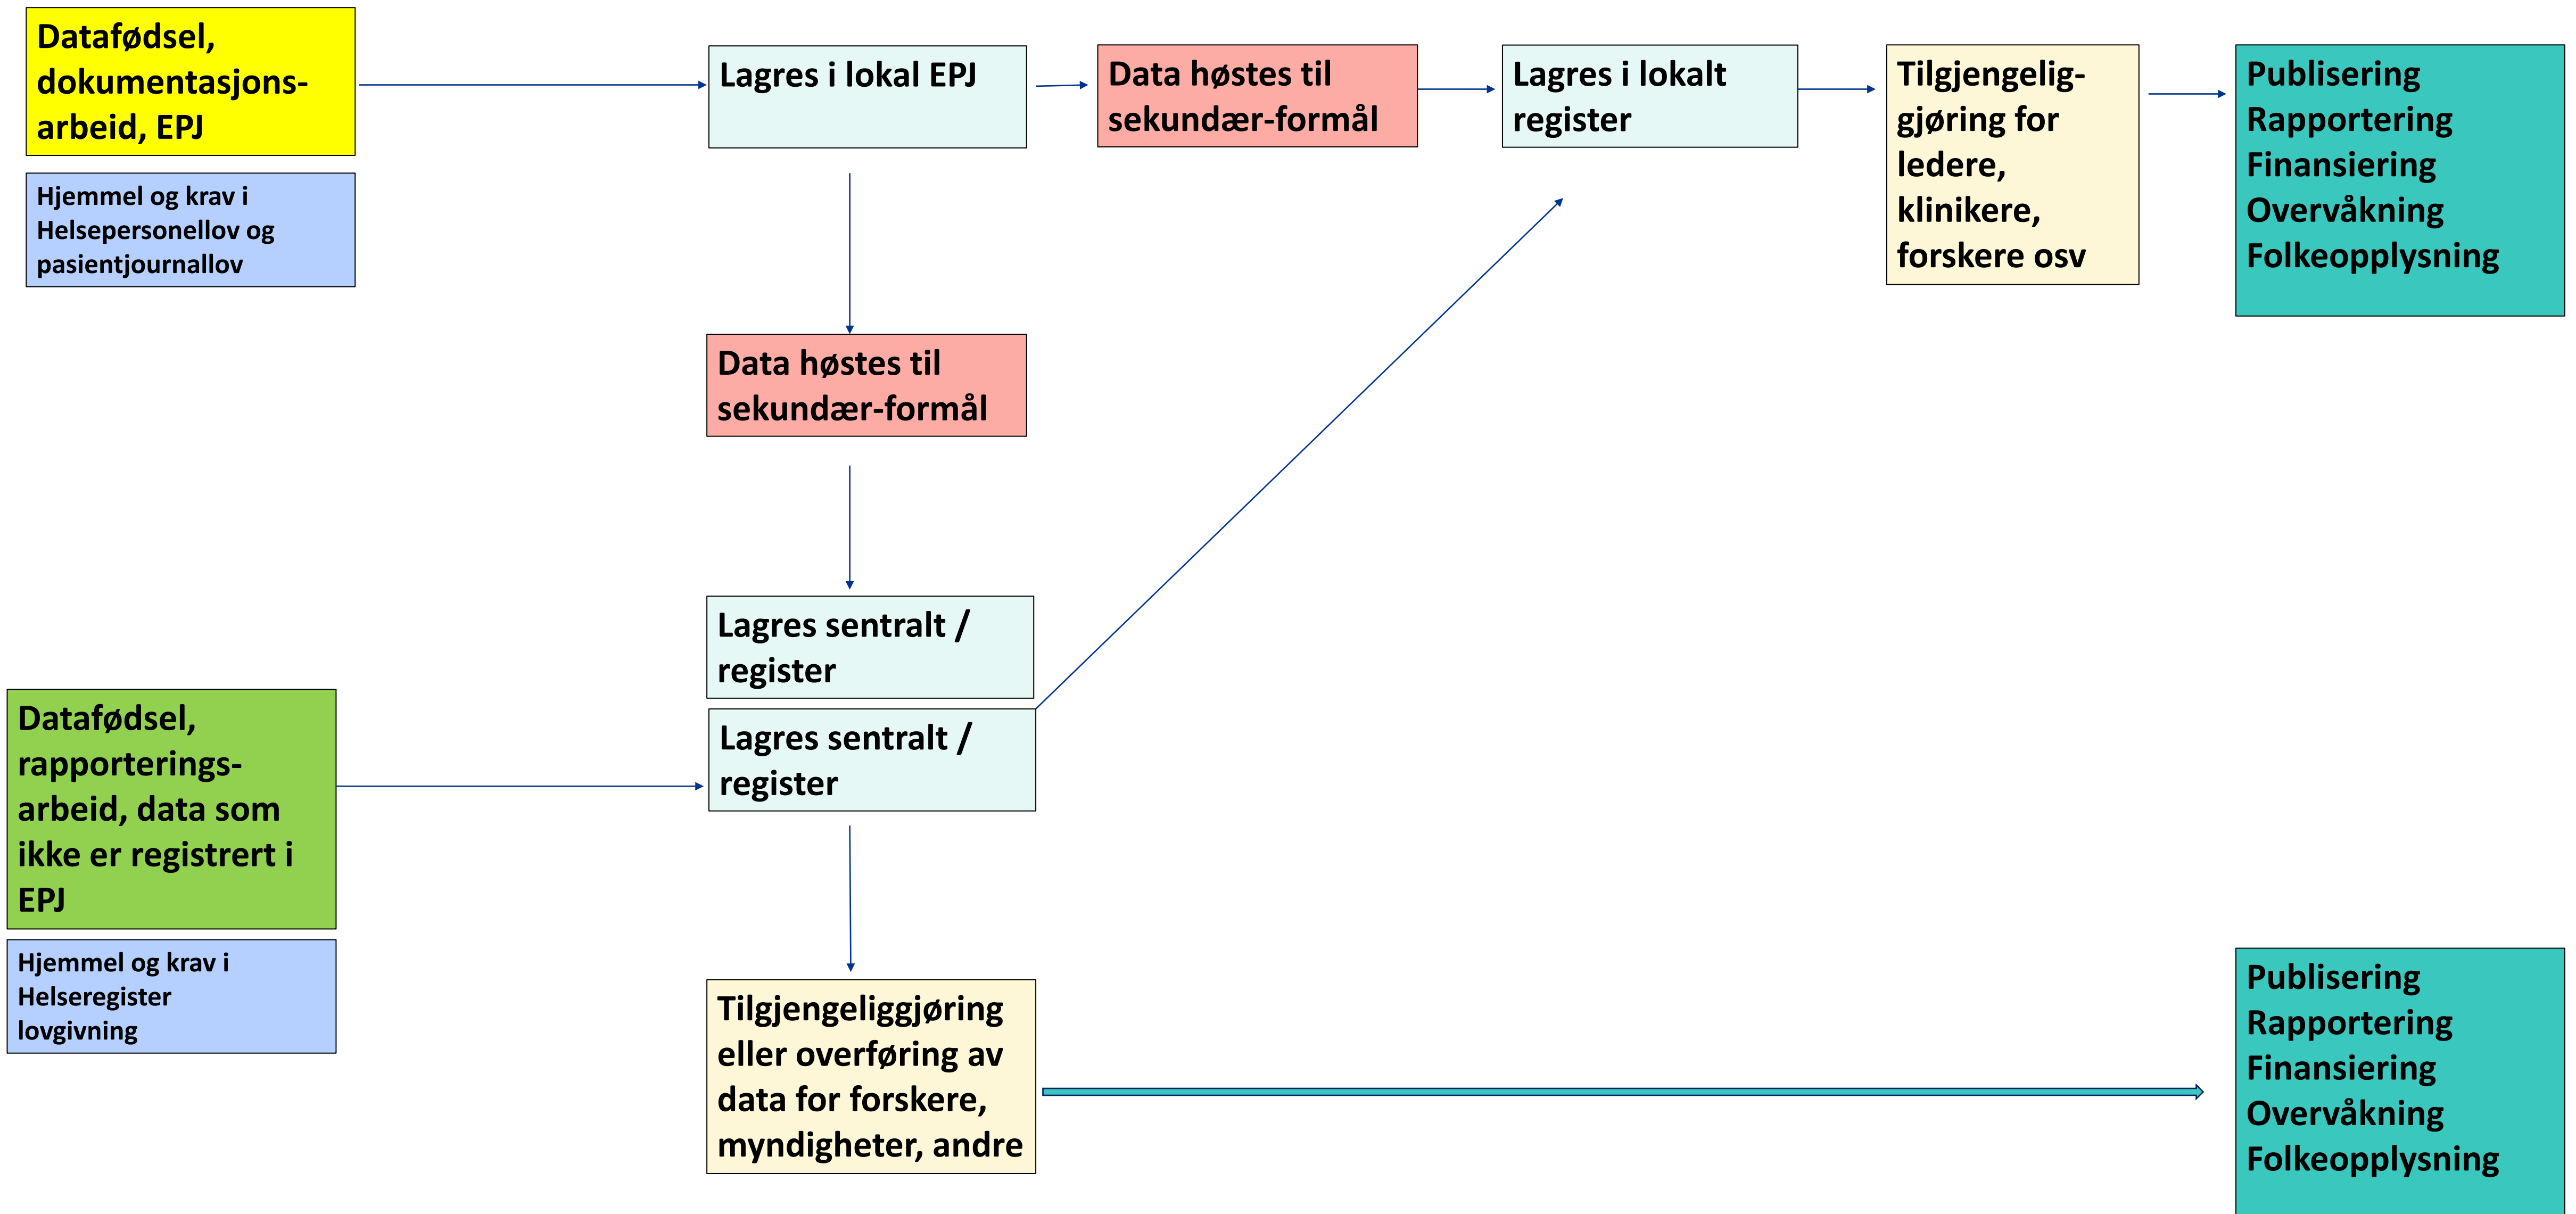 Datafødsel,
dokumentasjons-
arbeid, EPJ
Hjemmel og krav i
Helsepersonellov og
pasientjournallov
Lagres i lokal EPJ
Data høstes til
sekundær-formål
Lagres i lokalt
register
Tilgjengelig-
gjøring for
ledere,
klinikere,
forskere osv
Publisering
Rapportering
Finansiering
Overvåkning
Folkeopplysning
Data høstes til
sekundær-formål
Lagres sentralt /
register
Datafødsel,
rapporterings-
arbeid, data som
ikke er registrert i
EPJ
Hjemmel og krav i
Helseregister
lovgivning
Lagres sentralt /
register
Tilgjengeliggjøring
eller overføring av
data for forskere,
myndigheter, andre
Publisering
Rapportering
Finansiering
Overvåkning
Folkeopplysning